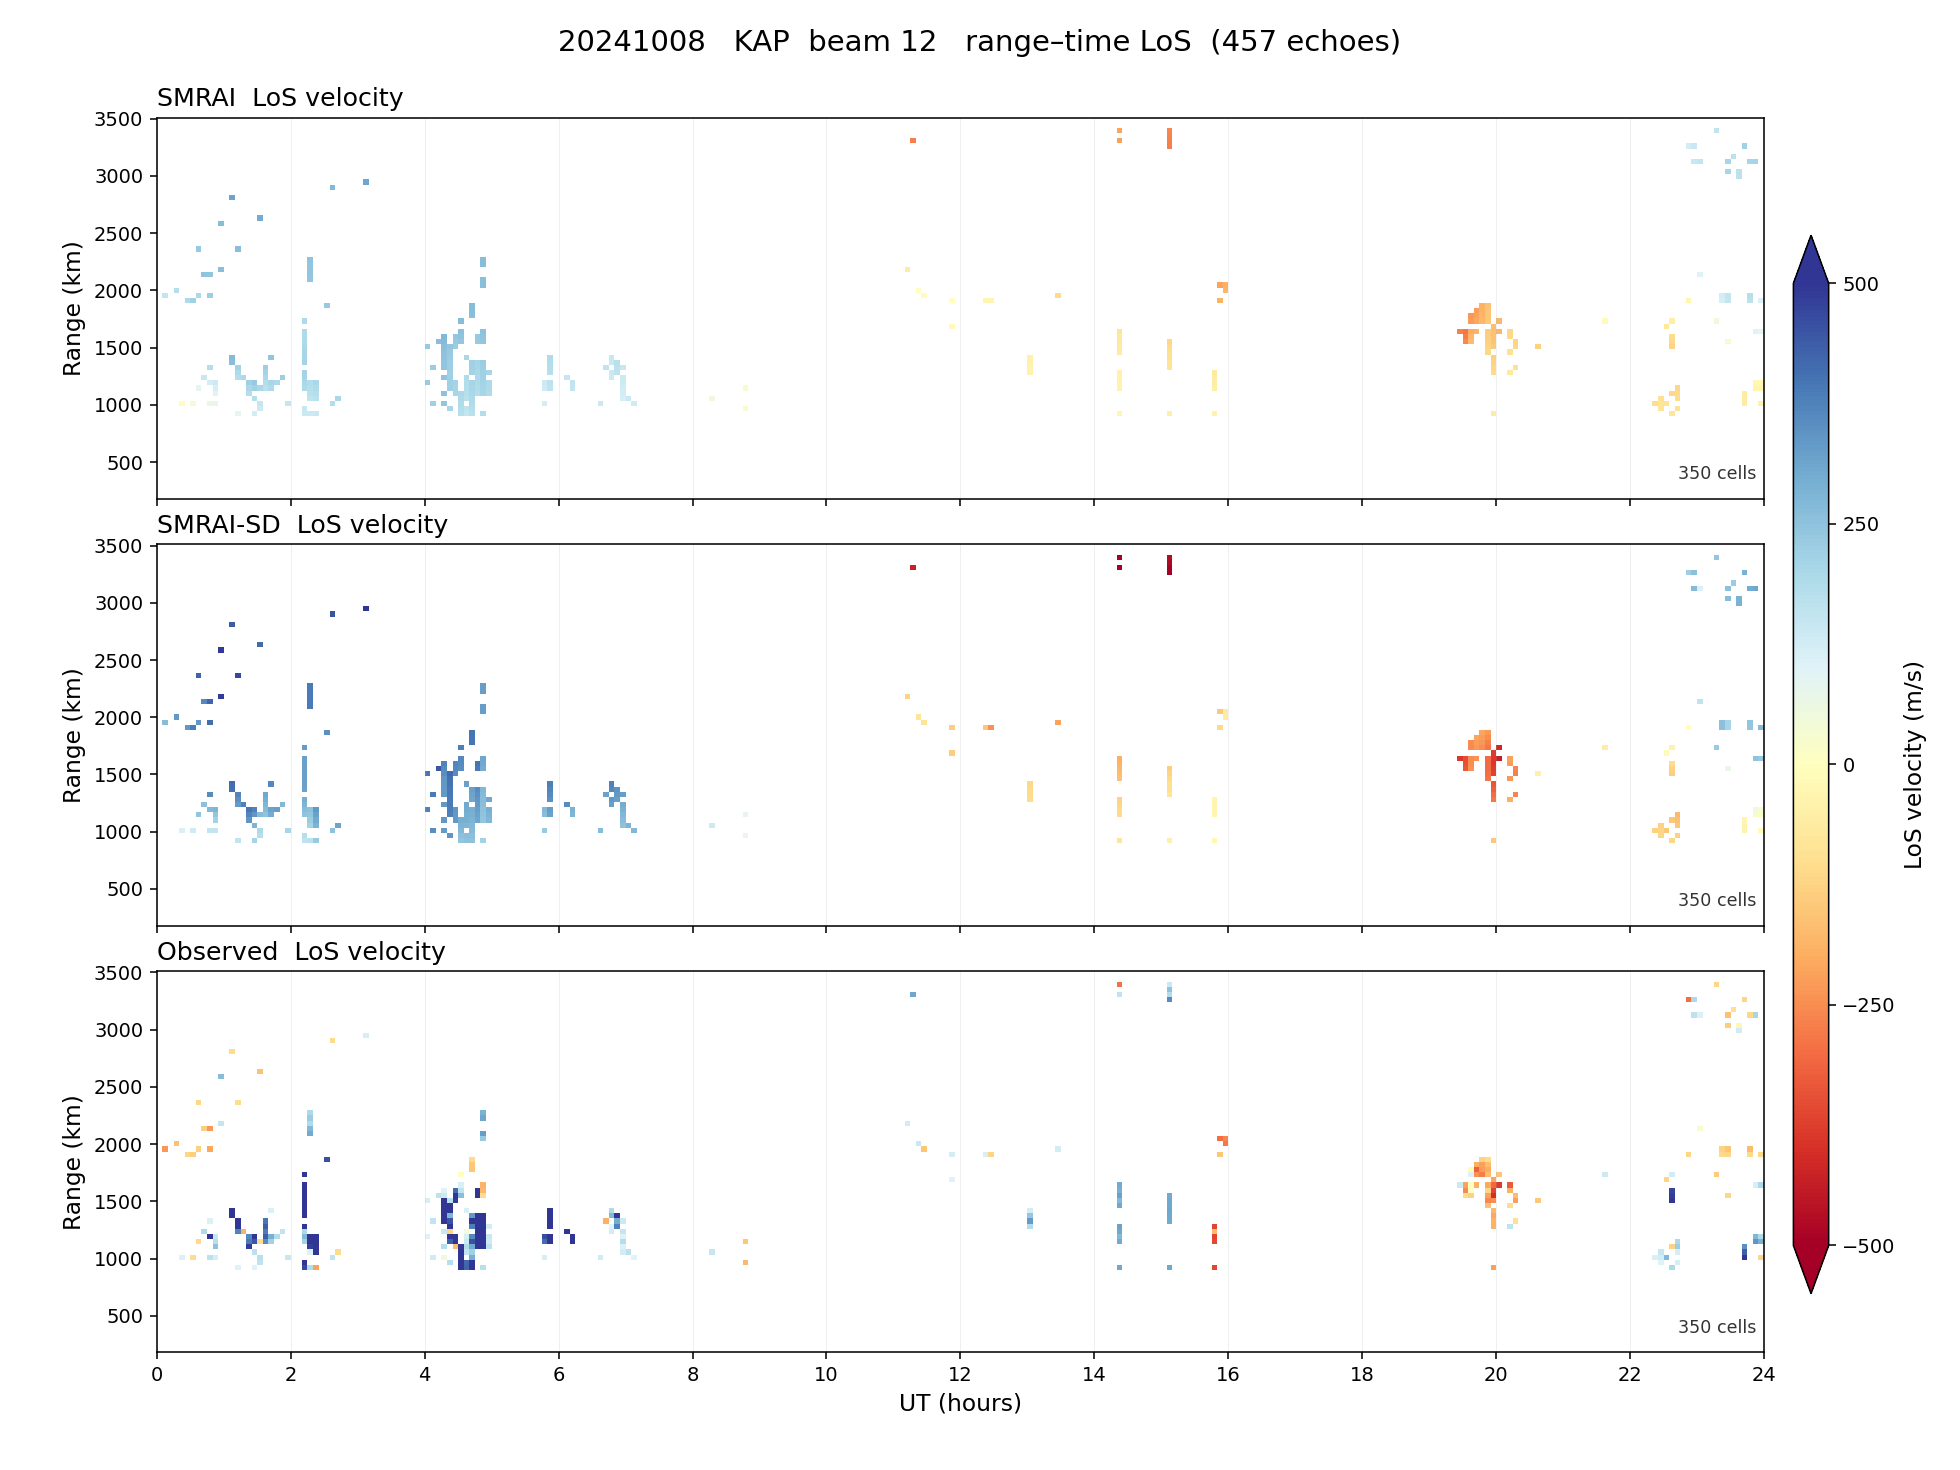 20241008   KAP  beam 12   range–time LoS  (457 echoes)
SMRAI  LoS velocity
3500
3000
2500
2000
1500
1000
500
Range (km)
350 cells
SMRAI-SD  LoS velocity
3500
3000
2500
2000
1500
1000
500
Range (km)
350 cells
Observed  LoS velocity
3500
3000
2500
2000
1500
1000
500
Range (km)
350 cells
0 2 4 6 8 10 12 14 16 18 20 22 24
UT (hours)
500
250
0
−250
−500
LoS velocity (m/s)